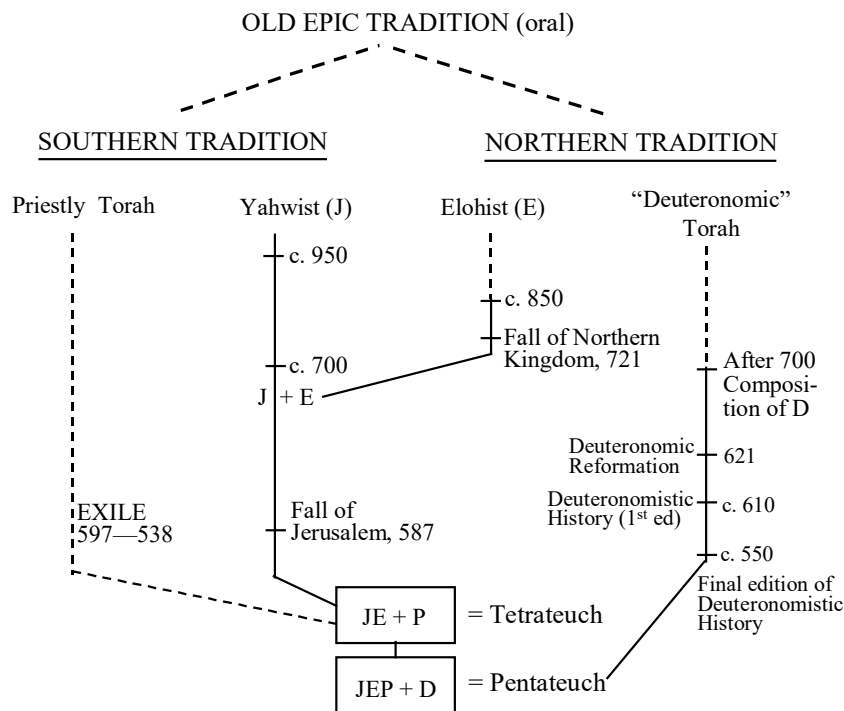 OLD EPIC TRADITION (oral)
SOUTHERN TRADITION
NORTHERN TRADITION
Priestly Torah
Yahwist (J)
Elohist (E)
“Deuteronomic”
Torah
c. 950
c. 850
Fall of Northern
Kingdom, 721
c. 700
J + E
After 700
Composi-
tion of D
Deuteronomic
Reformation
621
Deuteronomistic
History (1st ed)
c. 610
EXILE
597—538
Fall of
Jerusalem, 587
c. 550
Final edition of
Deuteronomistic
History
JE + P
= Tetrateuch
JEP + D
= Pentateuch